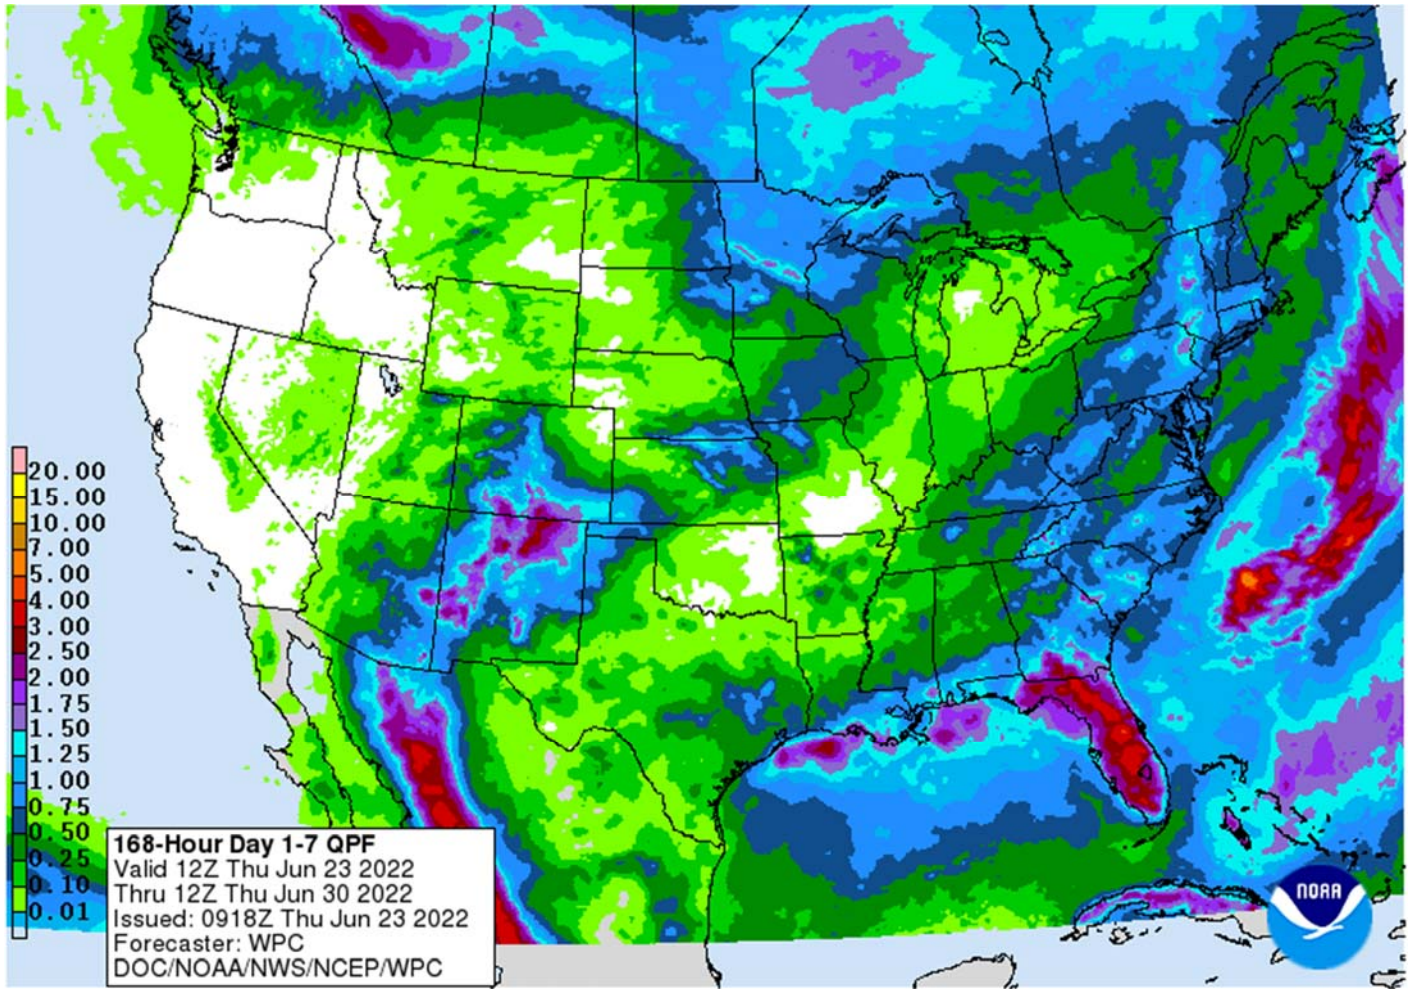 20.00
15.00
10.00
7.00
5.00
4.00
3.00
2.50
2.00
1.75
1.50
1.25
1.00
0.75
0.50
0.25
0.10
0.01
168-Hour Day 1-7 QPF
Valid 12Z Thu Jun 23 2022
Thru 12Z Thu Jun 30 2022
Issued: 0918Z Thu Jun 23 2022
Forecaster: WPC
DOC/NOAA/NWS/NCEP/WPC
NOAA